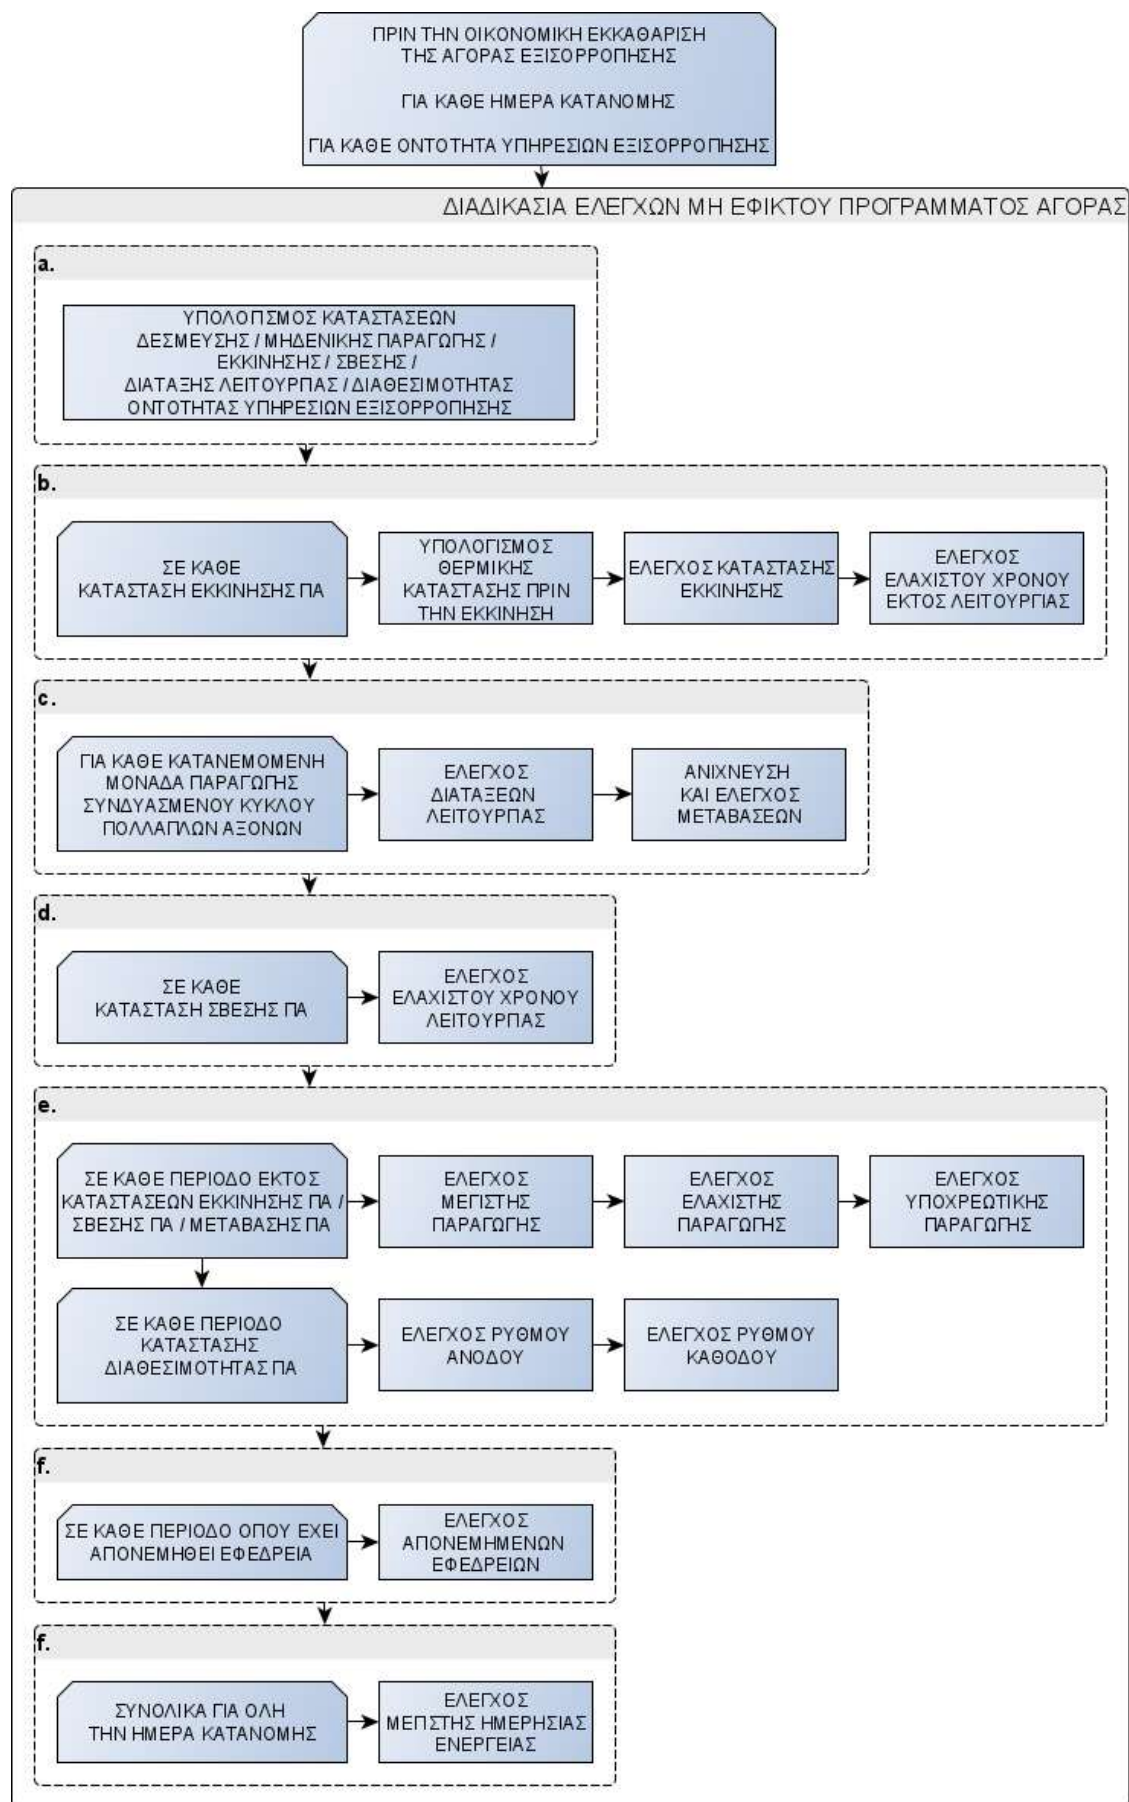 ΠΡΙΝ ΤΗΝ ΟΙΚΟΝΟΜΙΚΗ ΕΚΚΑΘΑΡΙΣΗ
ΤΗΣ ΑΓΟΡΑΣ ΕΞΙΣΟΡΡΟΠΗΣΗΣ
ΓΙΑ ΚΑΘΕ ΗΜΕΡΑ ΚΑΤΑΝΟΜΗΣ
ΓΙΑ ΚΑΘΕ ΟΝΤΟΤΗΤΑ ΥΠΗΡΕΣΙΩΝ ΕΞΙΣΟΡΡΟΠΗΣΗΣ
ΔΙΑΔΙΚΑΣΙΑ ΕΛΕΓΧΩΝ ΜΗ ΕΦΙΚΤΟΥ ΠΡΟΓΡΑΜΜΑΤΟΣ ΑΓΟΡΑΣ
a.
ΥΠΟΛΟΓΙΣΜΟΣ ΚΑΤΑΣΤΑΣΕΩΝ
ΔΕΣΜΕΥΣΗΣ / ΜΗΔΕΝΙΚΗΣ ΠΑΡΑΓΩΓΗΣ /
ΕΚΚΙΝΗΣΗΣ / ΣΒΕΣΗΣ /
ΔΙΑΤΑΞΗΣ ΛΕΙΤΟΥΡΓΙΑΣ / ΔΙΑΘΕΣΙΜΟΤΗΤΑΣ
ΟΝΤΟΤΗΤΑΣ ΥΠΗΡΕΣΙΩΝ ΕΞΙΣΟΡΡΟΠΗΣΗΣ
b.
ΣΕ ΚΑΘΕ
ΚΑΤΑΣΤΑΣΗ ΕΚΚΙΝΗΣΗΣ ΠΑ
ΥΠΟΛΟΓΙΣΜΟΣ
ΘΕΡΜΙΚΗΣ
ΚΑΤΑΣΤΑΣΗΣ ΠΡΙΝ
ΤΗΝ ΕΚΚΙΝΗΣΗ
ΕΛΕΓΧΟΣ ΚΑΤΑΣΤΑΣΗΣ
ΕΚΚΙΝΗΣΗΣ
ΕΛΕΓΧΟΣ
ΕΛΑΧΙΣΤΟΥ ΧΡΟΝΟΥ
ΕΚΤΟΣ ΛΕΙΤΟΥΡΓΙΑΣ
c.
ΓΙΑ ΚΑΘΕ ΚΑΤΑΝΕΜΟΜΕΝΗ
ΜΟΝΑΔΑ ΠΑΡΑΓΩΓΗΣ
ΣΥΝΔΥΑΣΜΕΝΟΥ ΚΥΚΛΟΥ
ΠΟΛΛΑΠΛΩΝ ΑΞΟΝΩΝ
ΕΛΕΓΧΟΣ
ΔΙΑΤΑΞΕΩΝ
ΛΕΙΤΟΥΡΓΙΑΣ
ΑΝΙΧΝΕΥΣΗ
ΚΑΙ ΕΛΕΓΧΟΣ
ΜΕΤΑΒΑΣΕΩΝ
d.
ΣΕ ΚΑΘΕ
ΚΑΤΑΣΤΑΣΗ ΣΒΕΣΗΣ ΠΑ
ΕΛΕΓΧΟΣ
ΕΛΑΧΙΣΤΟΥ ΧΡΟΝΟΥ
ΛΕΙΤΟΥΡΓΙΑΣ
e.
ΣΕ ΚΑΘΕ ΠΕΡΙΟΔΟ ΕΚΤΟΣ
ΚΑΤΑΣΤΑΣΕΩΝ ΕΚΚΙΝΗΣΗΣ ΠΑ /
ΣΒΕΣΗΣ ΠΑ / ΜΕΤΑΒΑΣΗΣ ΠΑ
ΕΛΕΓΧΟΣ
ΜΕΓΙΣΤΗΣ
ΠΑΡΑΓΩΓΗΣ
ΕΛΕΓΧΟΣ
ΕΛΑΧΙΣΤΗΣ
ΠΑΡΑΓΩΓΗΣ
ΕΛΕΓΧΟΣ
ΥΠΟΧΡΕΩΤΙΚΗΣ
ΠΑΡΑΓΩΓΗΣ
ΣΕ ΚΑΘΕ ΠΕΡΙΟΔΟ
ΚΑΤΑΣΤΑΣΗΣ
ΔΙΑΘΕΣΙΜΟΤΗΤΑΣ ΠΑ
ΕΛΕΓΧΟΣ ΡΥΘΜΟΥ
ΑΝΟΔΟΥ
ΕΛΕΓΧΟΣ ΡΥΘΜΟΥ
ΚΑΘΟΔΟΥ
f.
ΣΕ ΚΑΘΕ ΠΕΡΙΟΔΟ ΟΠΟΥ ΕΧΕΙ
ΑΠΟΝΕΜΗΘΕΙ ΕΦΕΔΡΕΙΑ
ΕΛΕΓΧΟΣ
ΑΠΟΝΕΜΗΜΕΝΩΝ
ΕΦΕΔΡΕΙΩΝ
f.
ΣΥΝΟΛΙΚΑ ΓΙΑ ΟΛΗ
ΤΗΝ ΗΜΕΡΑ ΚΑΤΑΝΟΜΗΣ
ΕΛΕΓΧΟΣ
ΜΕΓΙΣΤΗΣ ΗΜΕΡΗΣΙΑΣ
ΕΝΕΡΓΕΙΑΣ